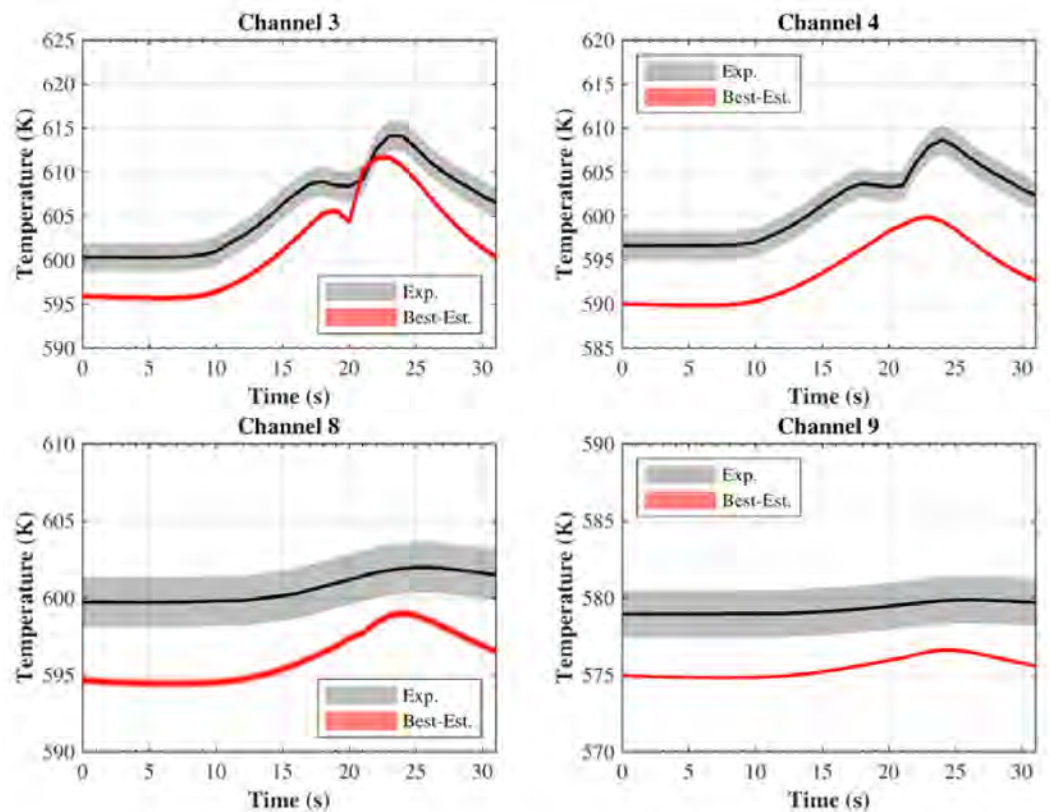 Channel 3
Temperature (K)
625
620
615
610
605
600
595
590
0 5 10 15 20 25 30
Time (s)
Exp.
Best-Est.
Channel 4
Temperature (K)
620
615
610
605
600
595
590
585
0 5 10 15 20 25 30
Time (s)
Exp.
Best-Est.
Channel 8
Temperature (K)
610
605
600
595
590
0 5 10 15 20 25 30
Time (s)
Exp.
Best-Est.
Channel 9
Temperature (K)
590
585
580
575
570
0 5 10 15 20 25 30
Time (s)
Exp.
Best-Est.